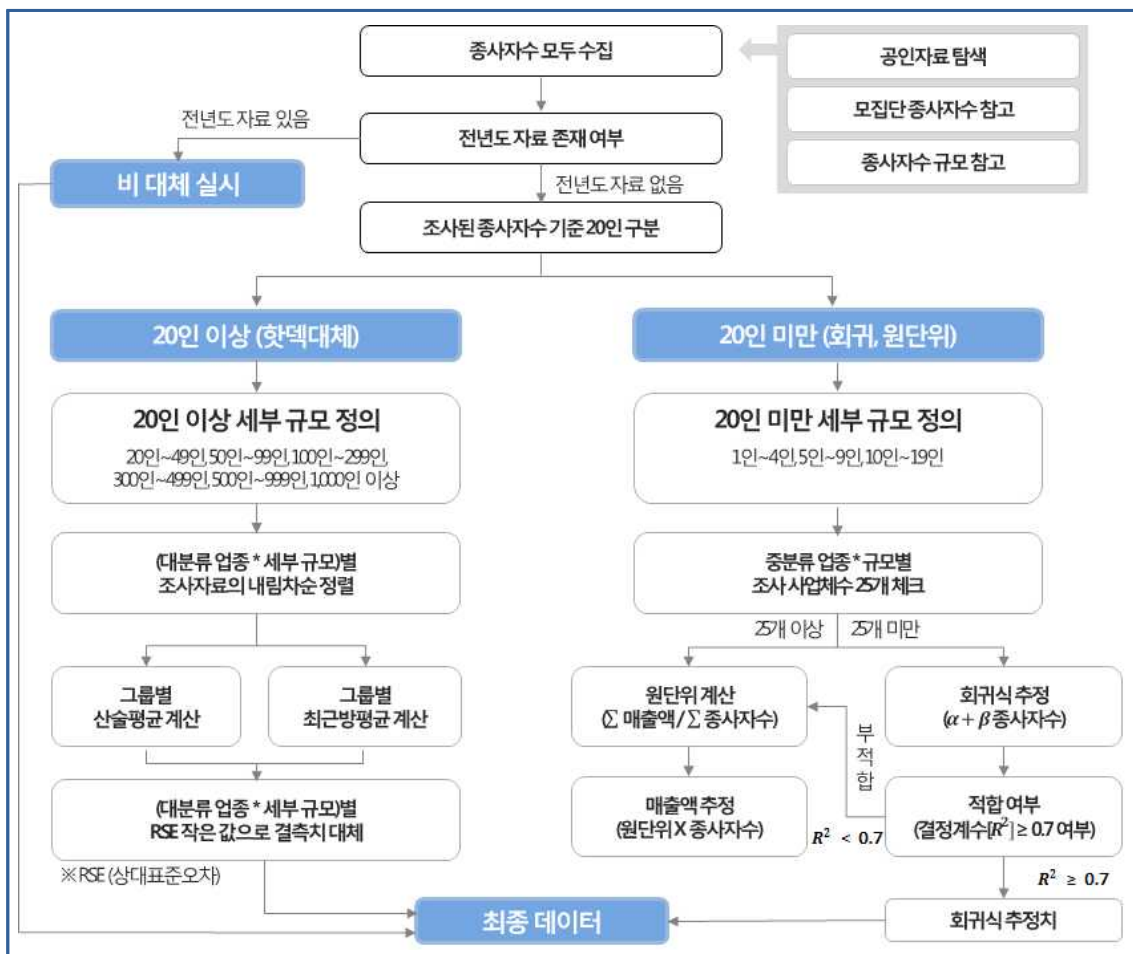 종사자수 모두 수집
공인자료 탐색
모집단 종사자수 참고
종사자수 규모 참고
전년도 자료 있음
전년도 자료 존재 여부
비 대체 실시
전년도 자료 없음
조사된 종사자수 기준 20인 구분
20인 이상 (핫덱대체)
20인 이상 세부 규모 정의
20인~49인, 50인~99인, 100인~299인,
300인~499인, 500인~999인, 1,000인 이상
(대분류 업종 * 세부 규모)별
조사자료의 내림차순 정렬
그룹별
산술평균 계산
그룹별
최근방평균 계산
(대분류 업종 * 세부 규모)별
RSE 작은 값으로 결측치 대체
※ RSE (상대표준오차)
20인 미만 (회귀, 원단위)
20인 미만 세부 규모 정의
1인~4인, 5인~9인, 10인~19인
중분류 업종 * 규모별
조사 사업체수 25개 체크
25개 이상
25개 미만
원단위 계산
(∑ 매출액 / ∑ 종사자수)
회귀식 추정
(α + β 종사자수)
부적합
매출액 추정
(원단위 X 종사자수)
적합 여부
(결정계수[R²] ≥ 0.7 여부)
R² < 0.7
R² ≥ 0.7
회귀식 추정치
최종 데이터